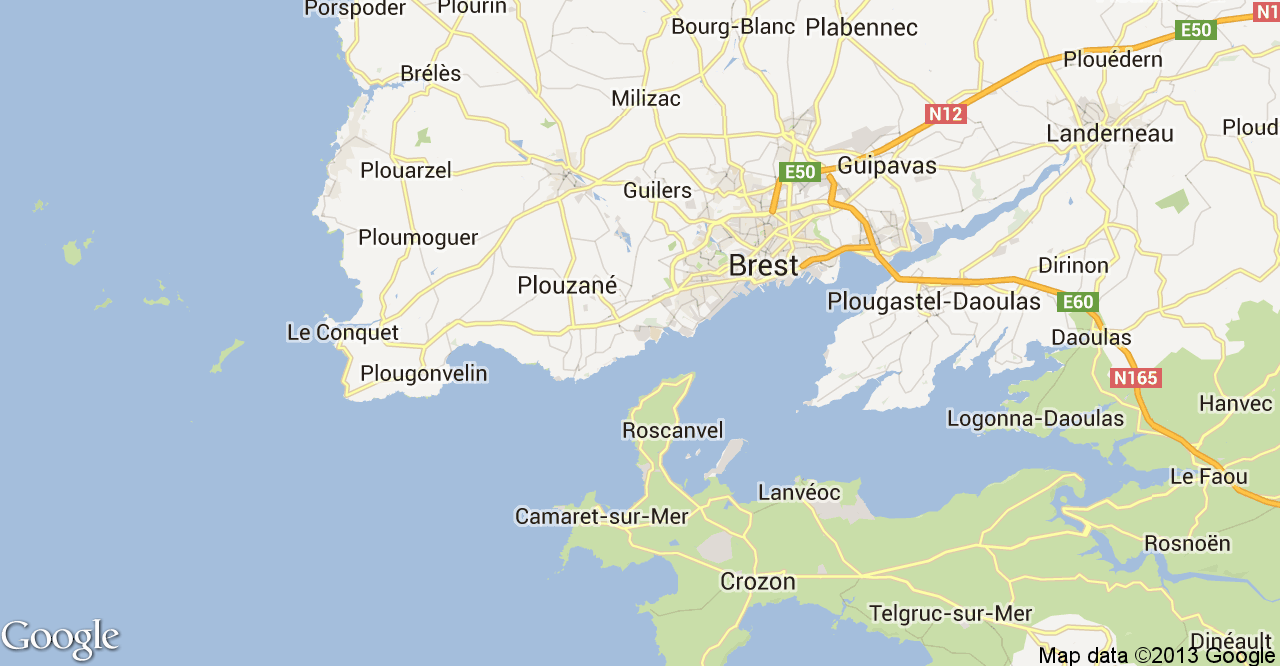 Porspoder
Plourin
N1
E50
Bourg-Blanc
Plabennec
Plouédern
Brélès
Milizac
N12
Landerneau
Ploud
Plouarzel
E50
Guipavas
Guilers
Ploumoguer
Brest
Dirinon
Plouzané
Plougastel-Daoulas
E60
Le Conquet
Daoulas
Plougonvelin
N165
Hanvec
Logonna-Daoulas
Roscanvel
Le Faou
Lanvéoc
Camaret-sur-Mer
Rosnoën
Crozon
Telgruc-sur-Mer
Google
Dinéault
Map data ©2013 Google